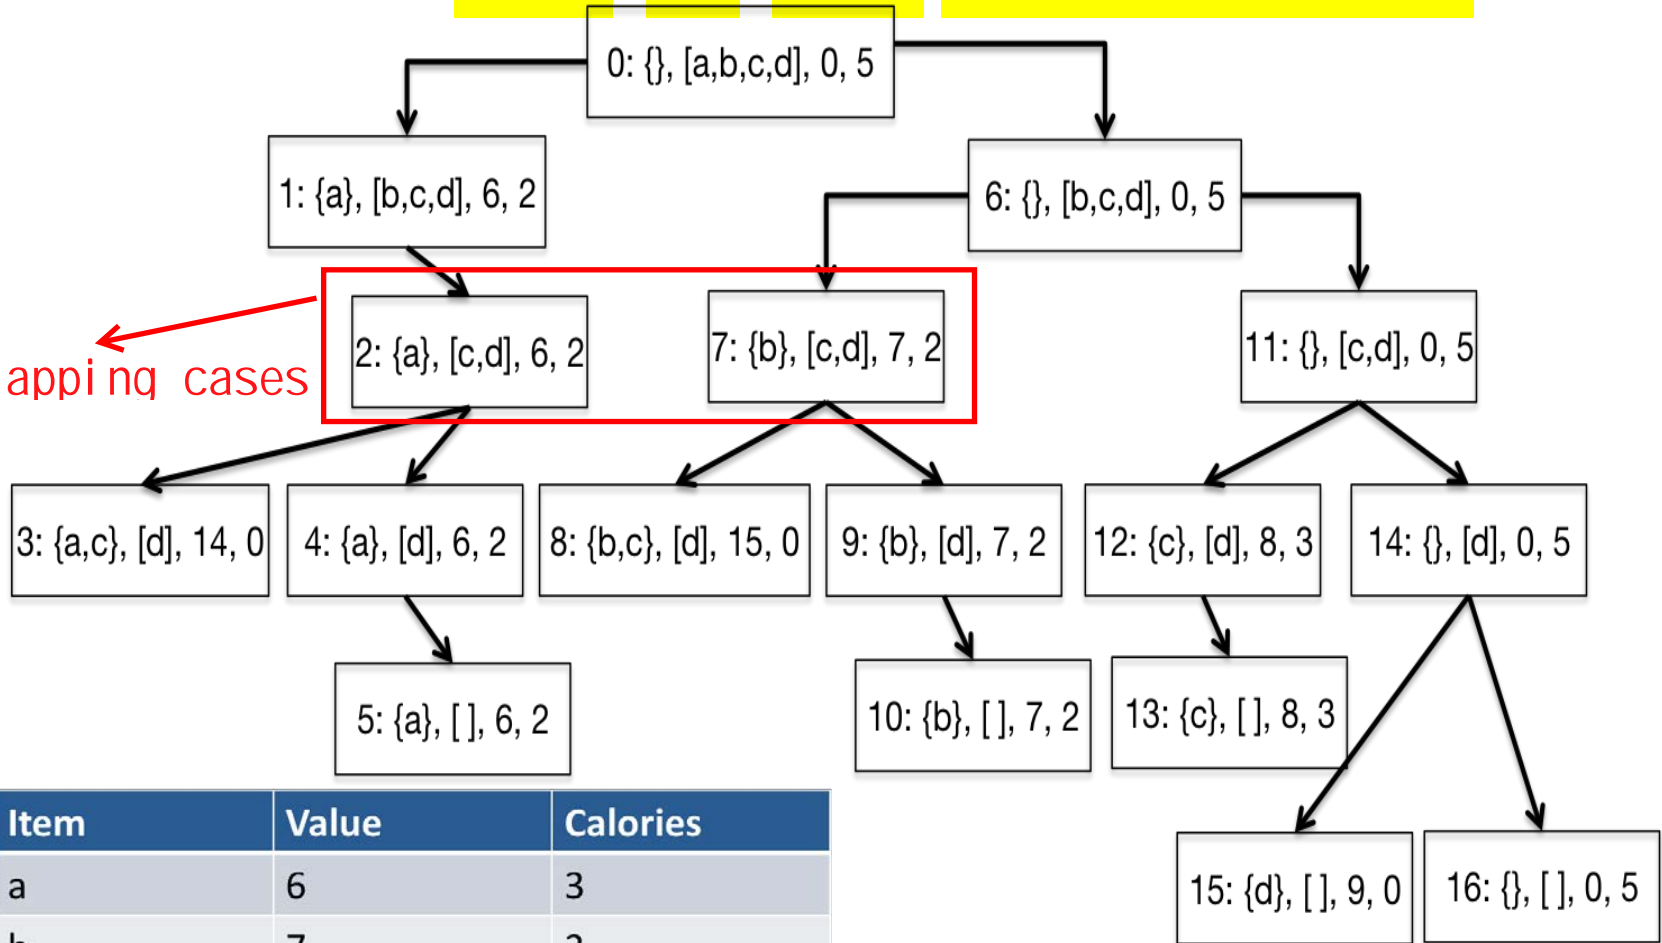 0: {}, [a,b,c,d], 0, 5
1: {a}, [b,c,d], 6, 2
6: {}, [b,c,d], 0, 5
2: {a}, [c,d], 6, 2
7: {b}, [c,d], 7, 2
11: {}, [c,d], 0, 5
apping cases
3: {a,c}, [d], 14, 0
4: {a}, [d], 6, 2
8: {b,c}, [d], 15, 0
9: {b}, [d], 7, 2
12: {c}, [d], 8, 3
14: {}, [d], 0, 5
5: {a}, [ ], 6, 2
10: {b}, [ ], 7, 2
13: {c}, [ ], 8, 3
15: {d}, [ ], 9, 0
16: {}, [ ], 0, 5
Item Value Calories
a 6 3